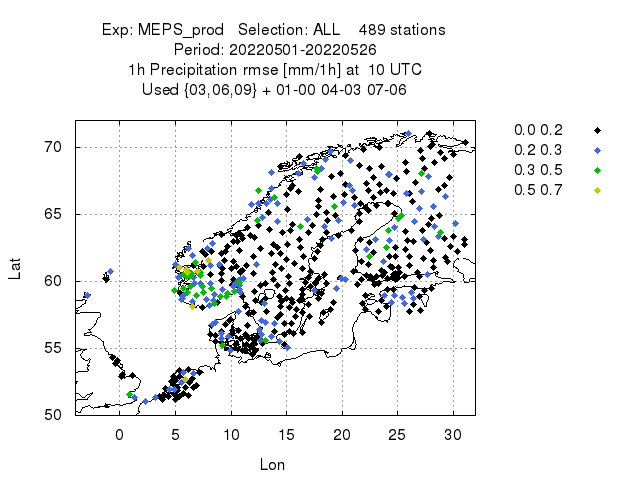 Exp: MEPS_prod   Selection: ALL    489 stations
Period: 20220501-20220526
1h Precipitation rmse [mm/1h] at  10 UTC
Used {03,06,09} + 01-00 04-03 07-06
0.0 0.2
0.2 0.3
0.3 0.5
0.5 0.7
70
65
60
55
50
Lat
0 5 10 15 20 25 30
Lon